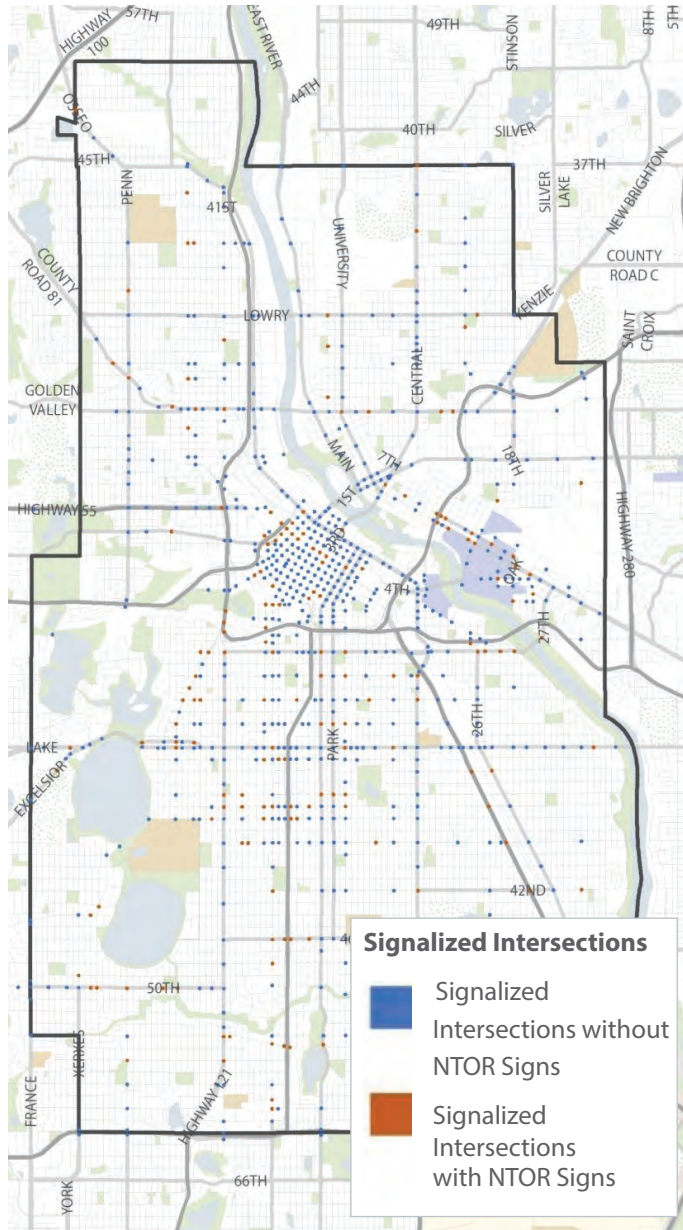 57TH
HIGHWAY
100
EAST RIVER
49TH
STINSON
8TH
5TH
44TH
OSSEO
40TH
SILVER
45TH
37TH
PENN
41ST
UNIVERSITY
SILVER
LAKE
NEW BRIGHTON
COUNTY
ROAD 81
COUNTY
ROAD C
KENZIE
LOWRY
SAINT
CROIX
CENTRAL
GOLDEN
VALLEY
MAIN
7TH
18TH
1ST
HIGHWAY 55
HIGHWAY 280
3RD
OAK
4TH
27TH
26TH
PARK
LAKE
EXCELSIOR
42ND
50TH
XERXES
FRANCE
HIGHWAY 121
YORK
66TH
Signalized Intersections
Signalized
Intersections without
NTOR Signs
Signalized
Intersections
with NTOR Signs